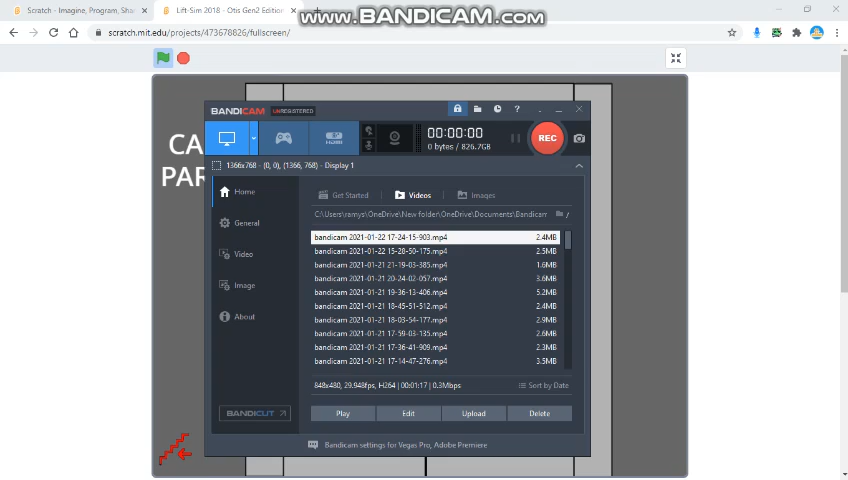 Scratch - Imagine, Program, Sha
Lift-Sim 2018 - Otis Gen2 Edition
www.BANDICAM.com
scratch.mit.edu/projects/473678826/fullscreen/
CA
PAR
BANDICAM UNREGISTERED
HDMI
00:00:00
0 bytes / 826.7GB
REC
1366x768 - (0, 0), (1366, 768) - Display 1
Home
General
Video
Image
About
BANDICUT
Get Started
Videos
Images
C:\Users\ramys\OneDrive\New folder\OneDrive\Documents\Bandicam
bandicam 2021-01-22 17-24-15-903.mp4 2.4MB
bandicam 2021-01-22 15-28-50-175.mp4 2.5MB
bandicam 2021-01-21 21-19-03-385.mp4 1.6MB
bandicam 2021-01-21 20-24-02-057.mp4 3.6MB
bandicam 2021-01-21 19-36-13-406.mp4 5.2MB
bandicam 2021-01-21 18-45-51-512.mp4 2.4MB
bandicam 2021-01-21 18-03-54-177.mp4 2.9MB
bandicam 2021-01-21 17-59-03-135.mp4 2.6MB
bandicam 2021-01-21 17-36-41-909.mp4 2.3MB
bandicam 2021-01-21 17-14-47-276.mp4 3.5MB
848x480, 29.948fps, H264 | 00:01:17 | 0.3Mbps
Sort by Date
Play
Edit
Upload
Delete
Bandicam settings for Vegas Pro, Adobe Premiere